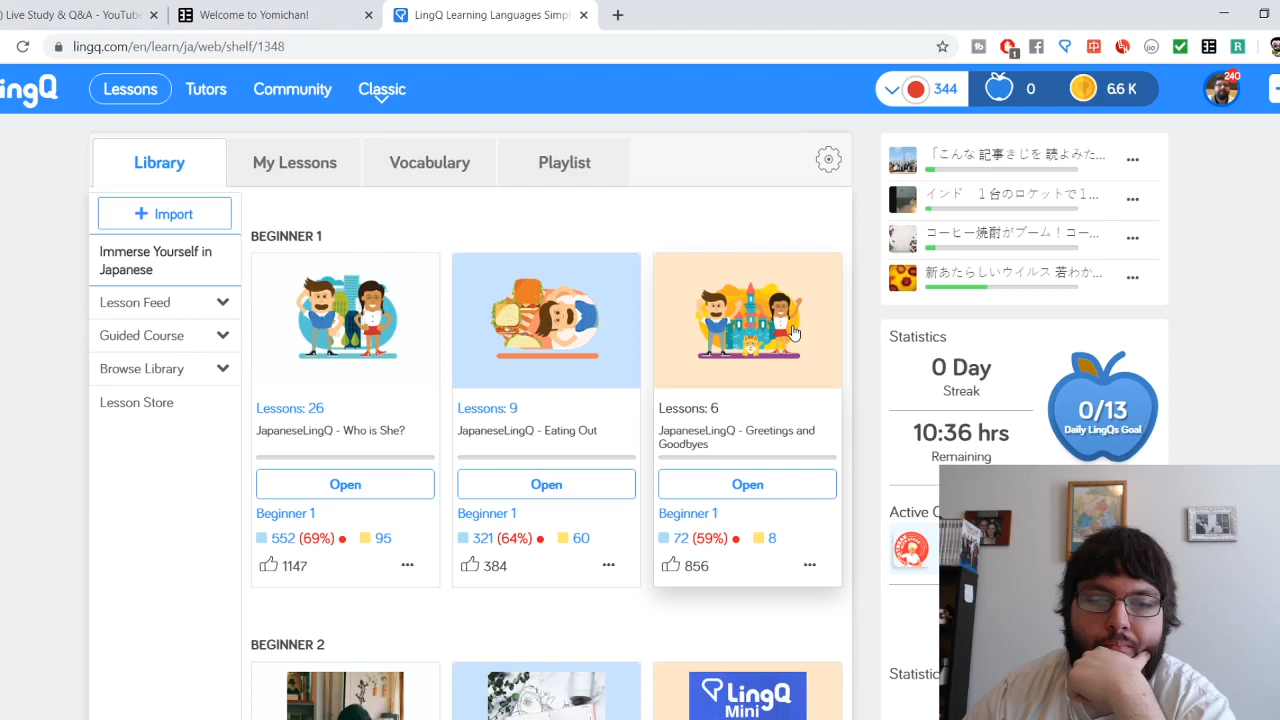 ) Live Study & Q&A - YouTu
Welcome to Yomichan!
LingQ Learning Languages Simpl
lingq.com/en/learn/ja/web/shelf/1348
1
ingQ
Lessons
Tutors
Community
Classic
344
0
6.6 K
240
Library
My Lessons
Vocabulary
Playlist
+ Import
Immerse Yourself in
Japanese
Lesson Feed
Guided Course
Browse Library
Lesson Store
BEGINNER 1
Lessons: 26
JapaneseLingQ - Who is She?
Open
Beginner 1
552 (69%)
95
1147
Lessons: 9
JapaneseLingQ - Eating Out
Open
Beginner 1
321 (64%)
60
384
Lessons: 6
JapaneseLingQ - Greetings and
Goodbyes
Open
Beginner 1
72 (59%)
8
856
BEGINNER 2
LingQ
Mini
「こんな 記事きじを 読よみた...
インド　１台のロケットで１...
コーヒー焼酎がブーム！コー...
新あたらしいウイルス 若わか...
Statistics
0 Day
Streak
10:36 hrs
Remaining
0/13
Daily LingQs Goal
Active C
Statistic